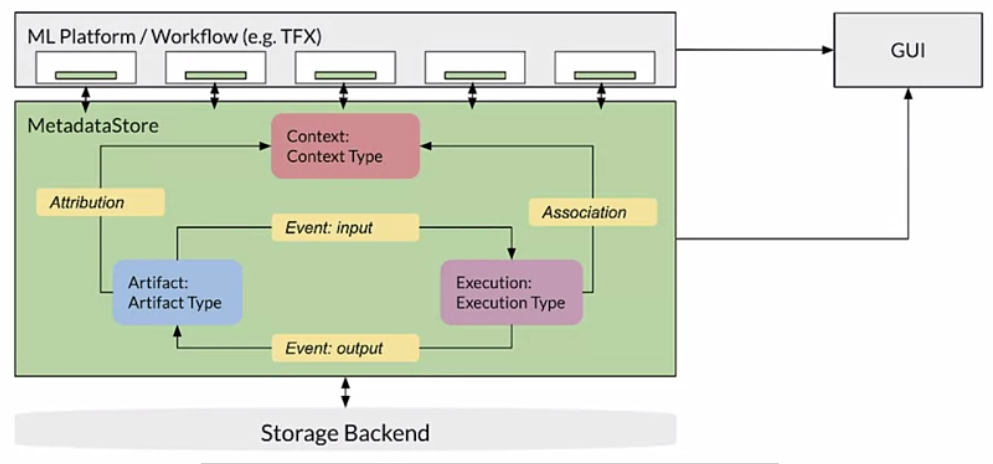 ML Platform / Workflow (e.g. TFX)
GUI
MetadataStore
Context:
Context Type
Attribution
Association
Event: input
Artifact:
Artifact Type
Execution:
Execution Type
Event: output
Storage Backend